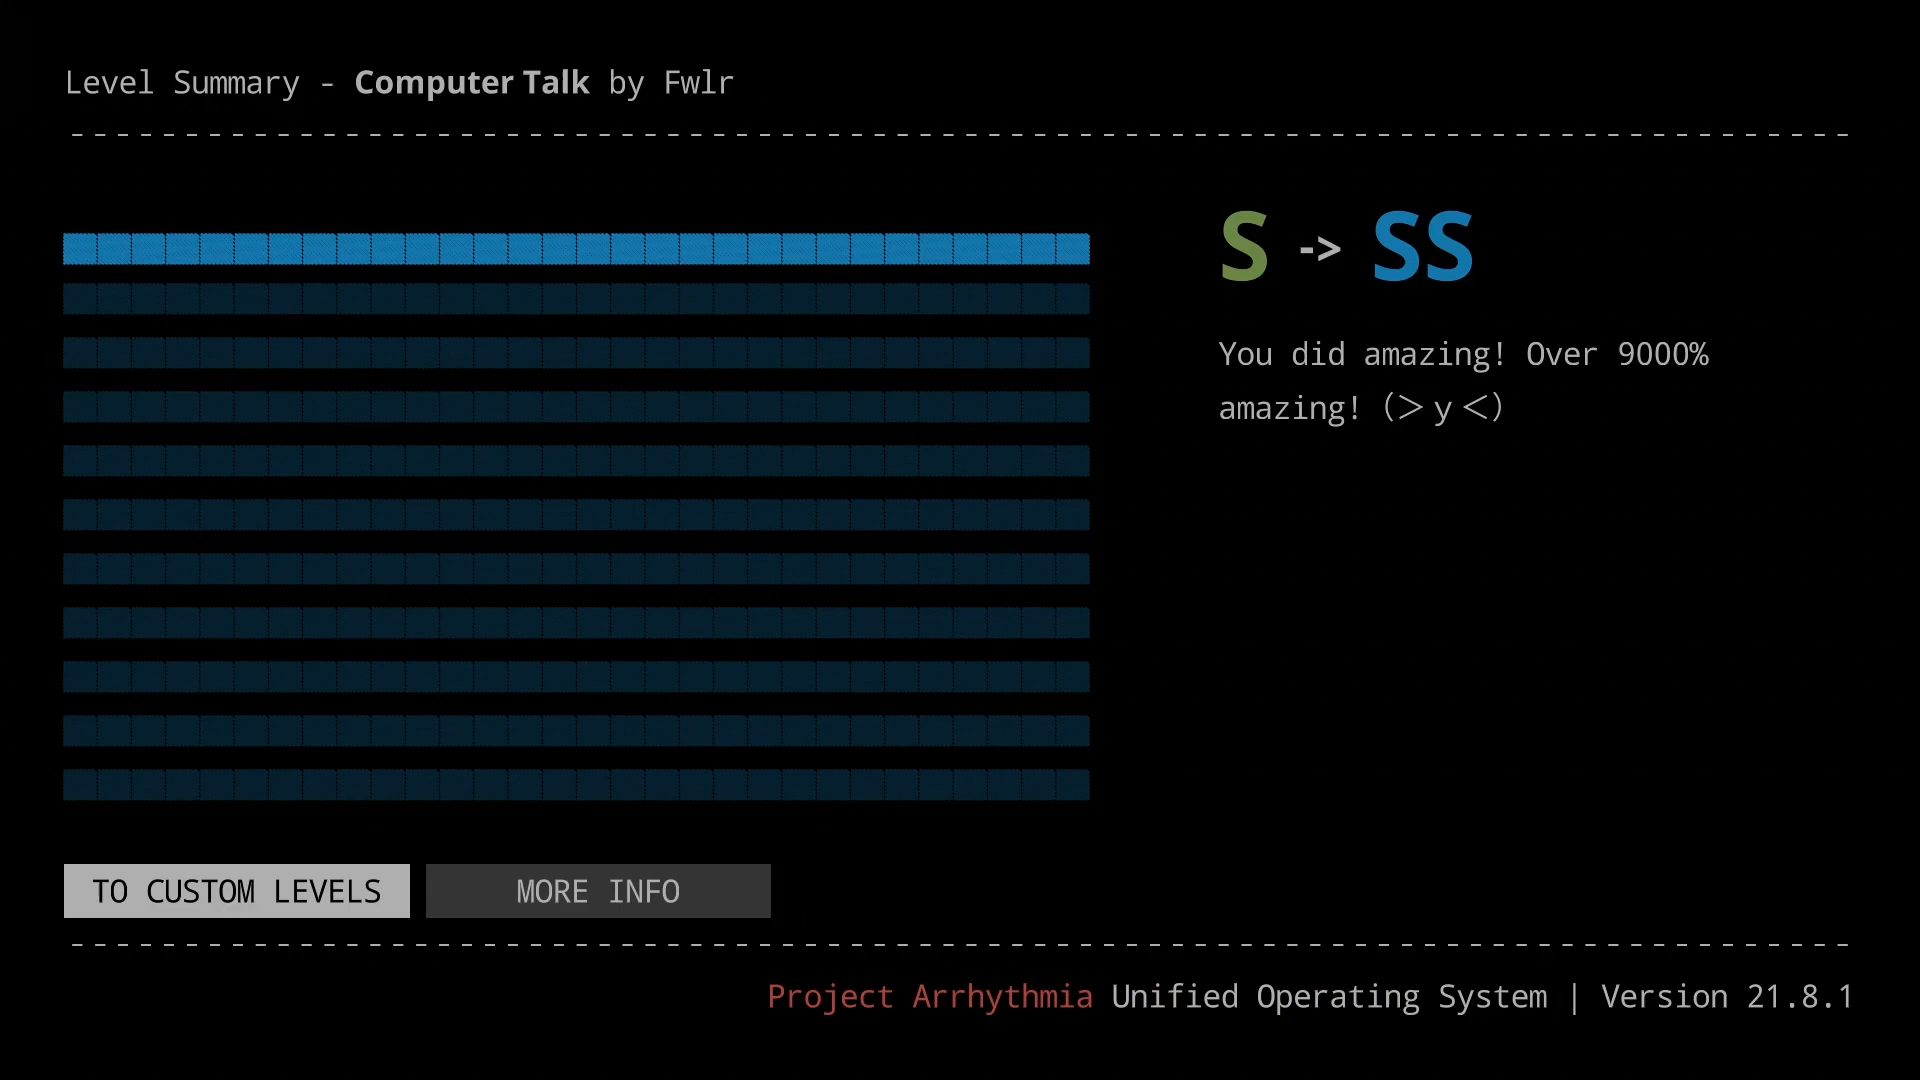 Level Summary - Computer Talk by Fwlr
S -> SS
You did amazing! Over 9000%
amazing! (＞y＜)
TO CUSTOM LEVELS
MORE INFO
Project Arrhythmia Unified Operating System | Version 21.8.1